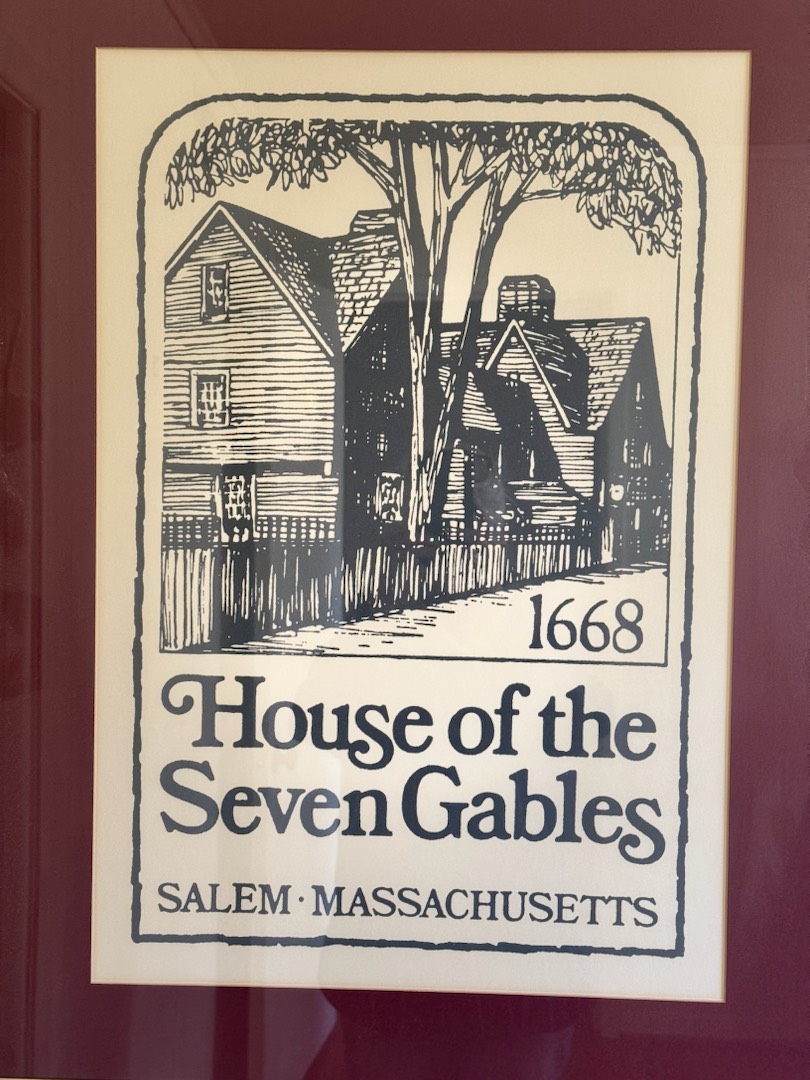 1668
House of the
Seven Gables
SALEM · MASSACHUSETTS